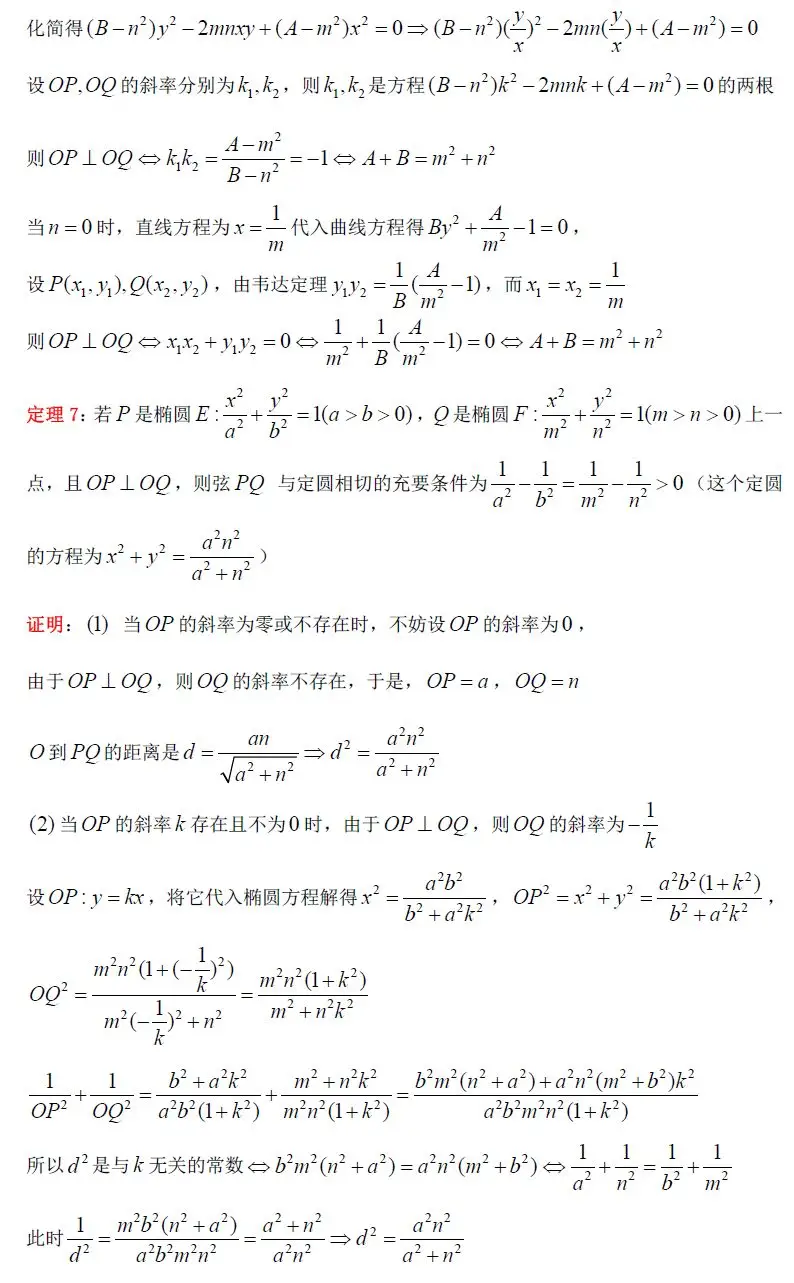 化简得 $(B-n^2)y^2-2mnxy+(A-m^2)x^2=0\Rightarrow(B-n^2)(\frac{y}{x})^2-2mn(\frac{y}{x})+(A-m^2)=0$
设 $OP,OQ$ 的斜率分别为 $k_1,k_2$，则 $k_1,k_2$ 是方程 $(B-n^2)k^2-2mnk+(A-m^2)=0$ 的两根
则 $OP\perp OQ\Leftrightarrow k_1k_2=\frac{A-m^2}{B-n^2}=-1\Leftrightarrow A+B=m^2+n^2$
当 $n=0$ 时，直线方程为 $x=\frac{1}{m}$ 代入曲线方程得 $By^2+\frac{A}{m^2}-1=0$，
设 $P(x_1,y_1),Q(x_2,y_2)$，由韦达定理 $y_1y_2=\frac{1}{B}(\frac{A}{m^2}-1)$，而 $x_1=x_2=\frac{1}{m}$
则 $OP\perp OQ\Leftrightarrow x_1x_2+y_1y_2=0\Leftrightarrow\frac{1}{m^2}+\frac{1}{B}(\frac{A}{m^2}-1)=0\Leftrightarrow A+B=m^2+n^2$
定理 7：若 $P$ 是椭圆 $E:\frac{x^2}{a^2}+\frac{y^2}{b^2}=1(a>b>0)$，$Q$ 是椭圆 $F:\frac{x^2}{m^2}+\frac{y^2}{n^2}=1(m>n>0)$ 上一
点，且 $OP\perp OQ$，则弦 $PQ$ 与定圆相切的充要条件为 $\frac{1}{a^2}-\frac{1}{b^2}=\frac{1}{m^2}-\frac{1}{n^2}>0$（这个定圆
的方程为 $x^2+y^2=\frac{a^2n^2}{a^2+n^2}$）
证明：(1) 当 $OP$ 的斜率为零或不存在时，不妨设 $OP$ 的斜率为 $0$，
由于 $OP\perp OQ$，则 $OQ$ 的斜率不存在，于是，$OP=a$，$OQ=n$
$O$ 到 $PQ$ 的距离是 $d=\frac{an}{\sqrt{a^2+n^2}}\Rightarrow d^2=\frac{a^2n^2}{a^2+n^2}$
(2) 当 $OP$ 的斜率 $k$ 存在且不为 $0$ 时，由于 $OP\perp OQ$，则 $OQ$ 的斜率为 $-\frac{1}{k}$
设 $OP:y=kx$，将它代入椭圆方程解得 $x^2=\frac{a^2b^2}{b^2+a^2k^2}$，$OP^2=x^2+y^2=\frac{a^2b^2(1+k^2)}{b^2+a^2k^2}$，
$OQ^2=\frac{m^2n^2(1+(-\frac{1}{k})^2)}{m^2(-\frac{1}{k})^2+n^2}=\frac{m^2n^2(1+k^2)}{m^2+n^2k^2}$
$\frac{1}{OP^2}+\frac{1}{OQ^2}=\frac{b^2+a^2k^2}{a^2b^2(1+k^2)}+\frac{m^2+n^2k^2}{m^2n^2(1+k^2)}=\frac{b^2m^2(n^2+a^2)+a^2n^2(m^2+b^2)k^2}{a^2b^2m^2n^2(1+k^2)}$
所以 $d^2$ 是与 $k$ 无关的常数 $\Leftrightarrow b^2m^2(n^2+a^2)=a^2n^2(m^2+b^2)\Leftrightarrow\frac{1}{a^2}+\frac{1}{n^2}=\frac{1}{b^2}+\frac{1}{m^2}$
此时 $\frac{1}{d^2}=\frac{m^2b^2(n^2+a^2)}{a^2b^2m^2n^2}=\frac{a^2+n^2}{a^2n^2}\Rightarrow d^2=\frac{a^2n^2}{a^2+n^2}$